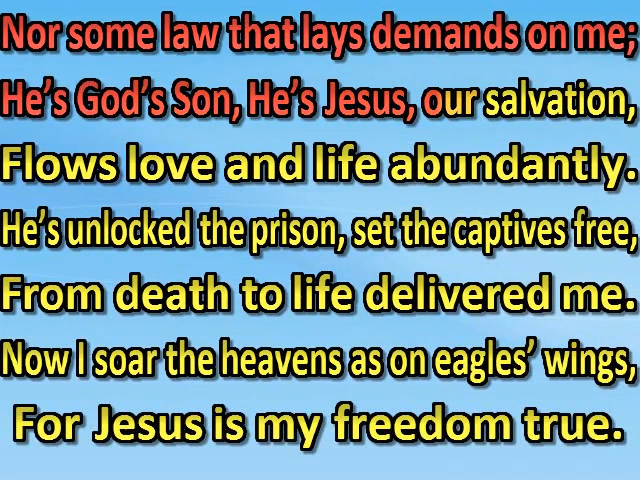 Nor some law that lays demands on me;
He's God's Son, He's Jesus, our salvation,
Flows love and life abundantly.
He's unlocked the prison, set the captives free,
From death to life delivered me.
Now I soar the heavens as on eagles' wings,
For Jesus is my freedom true.